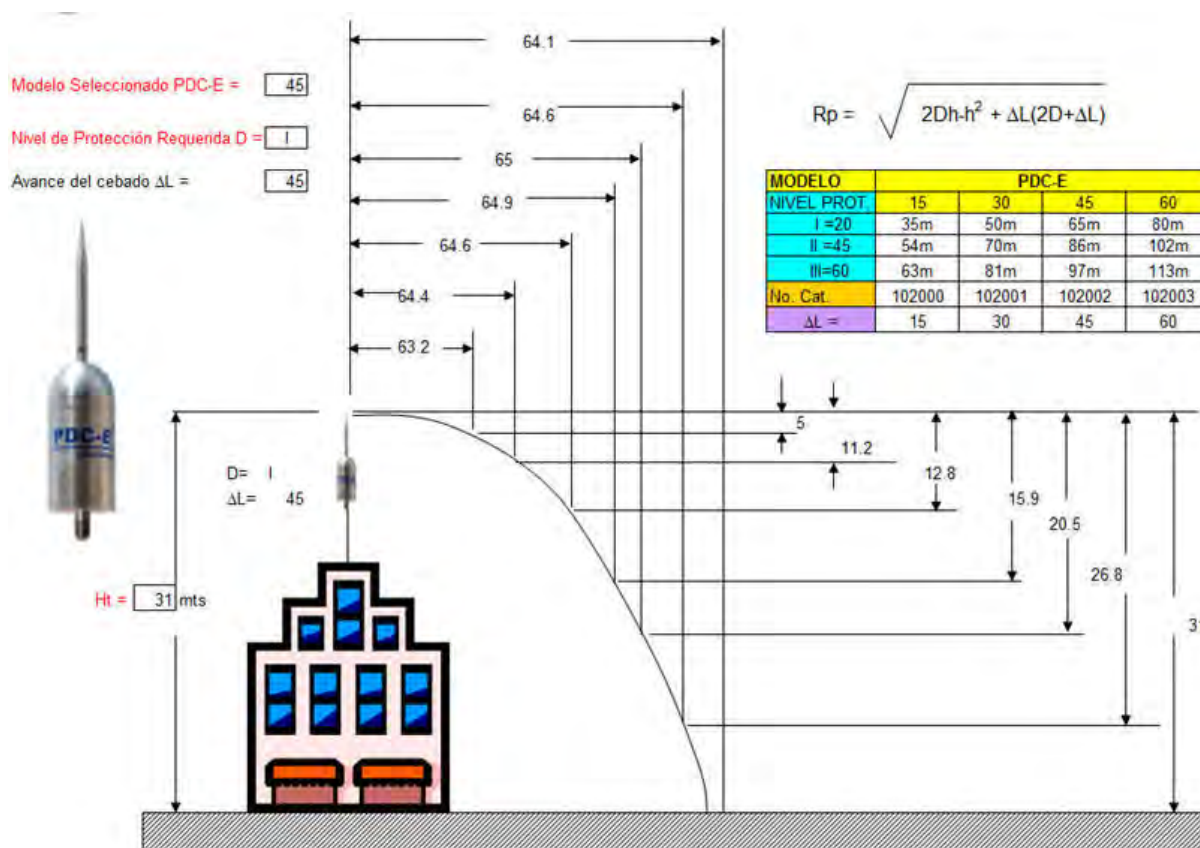 64.1
Modelo Seleccionado PDC-E = 45
64.6
Rp = √ 2Dh-h² + ΔL(2D+ΔL)
Nivel de Protección Requerida D = I
65
Avance del cebado ΔL = 45
64.9
MODELO PDC-E
NIVEL PROT. 15 30 45 60
I =20 35m 50m 65m 80m
II =45 54m 70m 86m 102m
III=60 63m 81m 97m 113m
No. Cat. 102000 102001 102002 102003
ΔL = 15 30 45 60
64.6
64.4
63.2
PDC-E
5
11.2
12.8
15.9
20.5
26.8
D= I
ΔL= 45
Ht = 31 mts